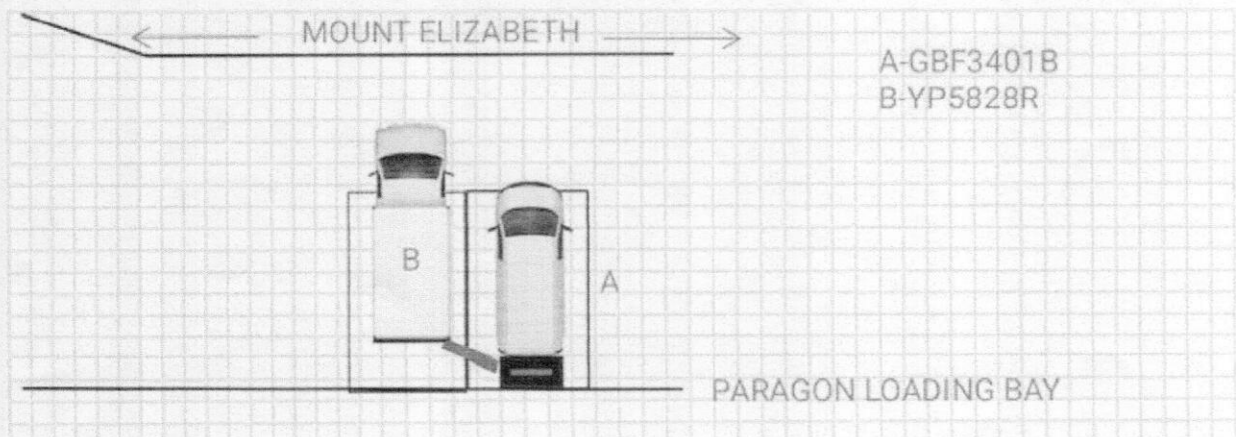 MOUNT ELIZABETH
A-GBF3401B
B-YP5828R
B
A
PARAGON LOADING BAY